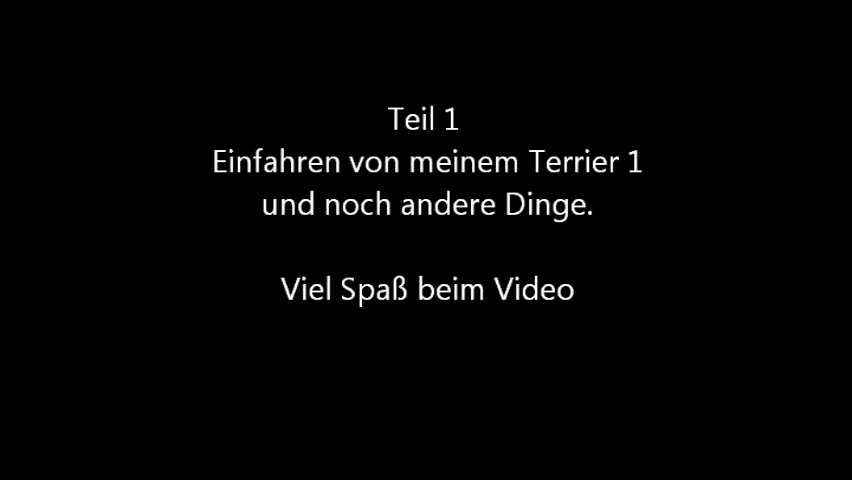 Teil 1
Einfahren von meinem Terrier 1
und noch andere Dinge.
Viel Spaß beim Video